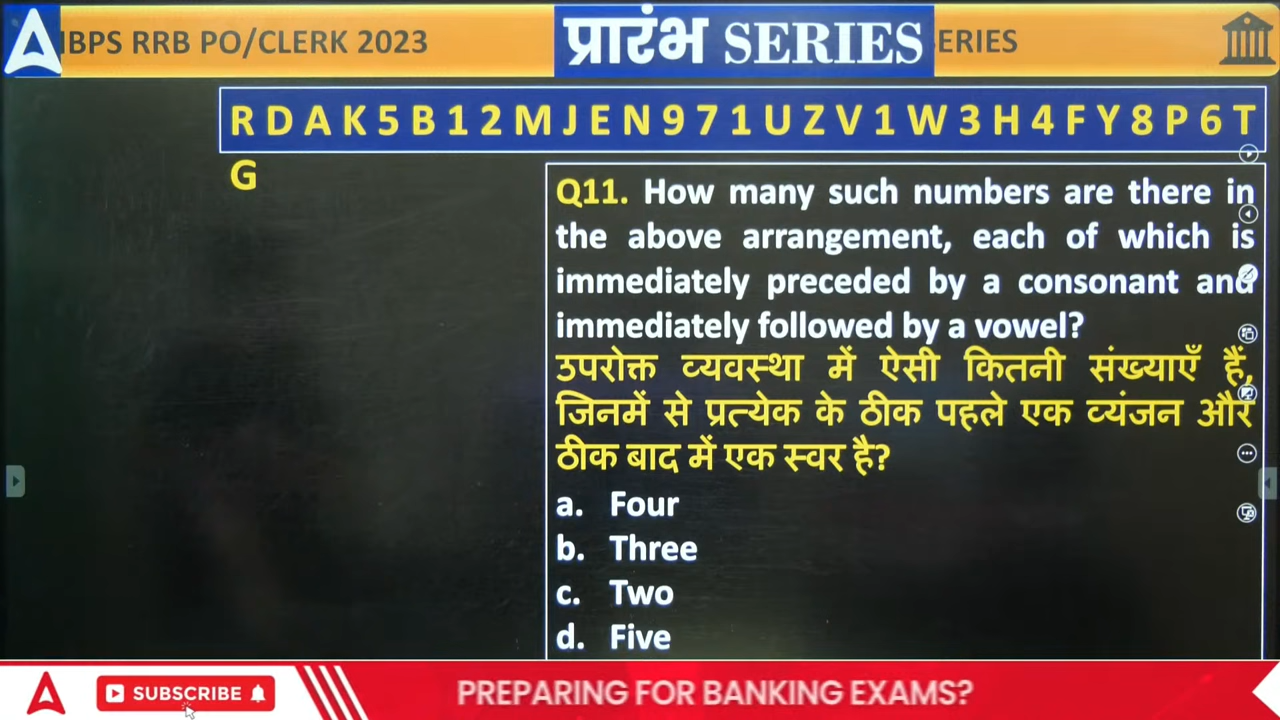 IBPS RRB PO/CLERK 2023
प्रारंभ SERIES
ERIES
R D A K 5 B 1 2 M J E N 9 7 1 U Z V 1 W 3 H 4 F Y 8 P 6 T
G
Q11. How many such numbers are there in
the above arrangement, each of which is
immediately preceded by a consonant and
immediately followed by a vowel?
उपरोक्त व्यवस्था में ऐसी कितनी संख्याएँ हैं,
जिनमें से प्रत्येक के ठीक पहले एक व्यंजन और
ठीक बाद में एक स्वर है?
a. Four
b. Three
c. Two
d. Five
SUBSCRIBE
PREPARING FOR BANKING EXAMS?